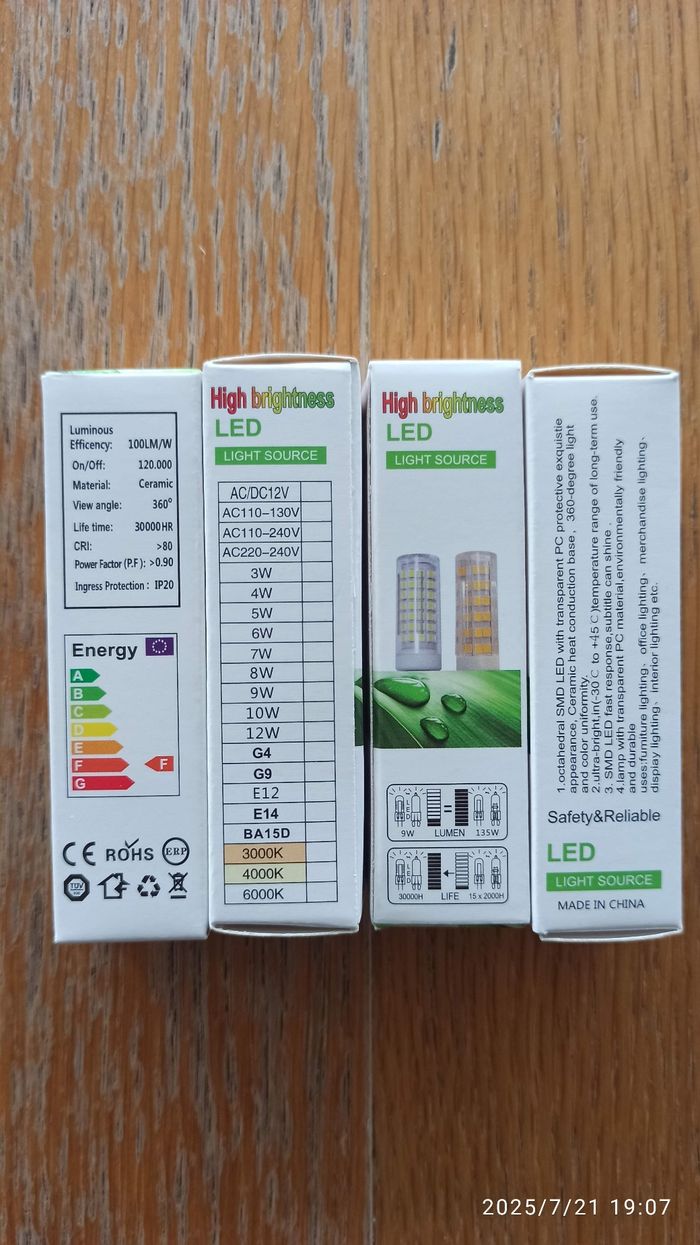 Luminous
Efficency: 100LM/W
On/Off: 120.000
Material: Ceramic
View angle: 360°
Life time: 30000HR
CRI: >80
Power Factor (P.F): >0.90
Ingress Protection: IP20
Energy
A
B
C
D
E
F F
G
CE ROHS ERP
TUV
High brightness
LED
LIGHT SOURCE
AC/DC12V
AC110-130V
AC110-240V
AC220-240V
3W
4W
5W
6W
7W
8W
9W
10W
12W
G4
G9
E12
E14
BA15D
3000K
4000K
6000K
High brightness
LED
LIGHT SOURCE
LED =
9W LUMEN 135W
LED
30000H LIFE 15 x 2000H
1.octahedral SMD LED with transparent PC protective exquistie
appearance, Ceramic heat conduction base、360-degree light
and color uniformity.
2.ultra-bright,in(-30℃ to +45℃)temperature range of long-term use.
3. SMD LED fast response,subtitle can shine .
4.lamp with transparent PC material,environmentally friendly
and durable
uses:furniture lighting、office lighting、merchandise lighting、
display lighting、interior lighting etc.
Safety&Reliable
LED
LIGHT SOURCE
MADE IN CHINA
2025/7/21 19:07